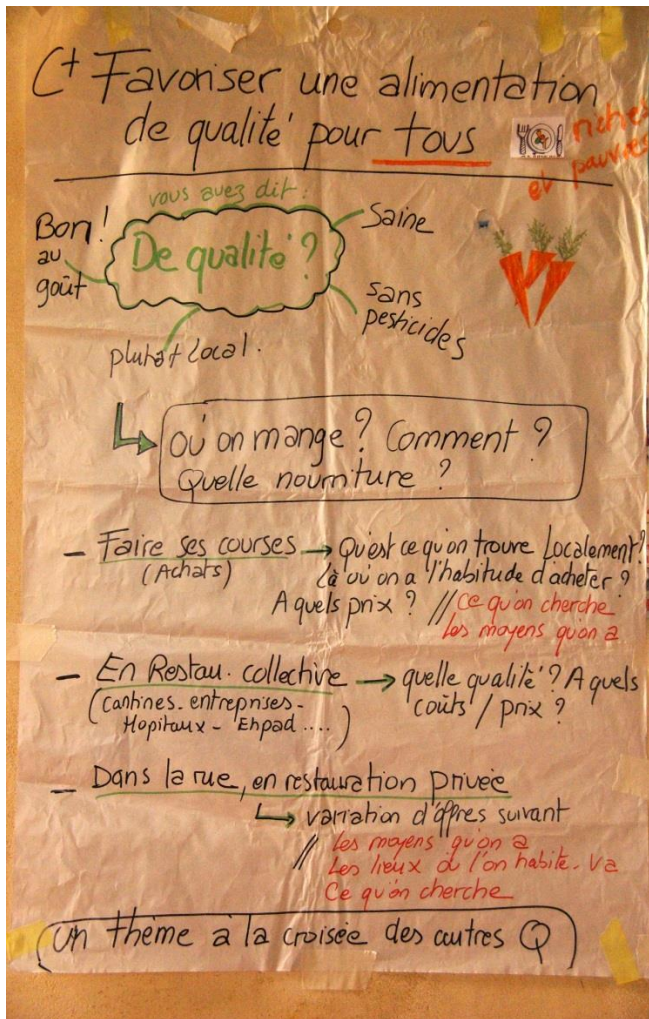 C+ Favoriser une alimentation
de qualité pour tous
riches
et pauvres
vous avez dit :
De qualité ?
Bon !
au
goût
Saine
sans
pesticides
plutôt local.
Où on mange ? Comment ?
Quelle nourriture ?
- Faire ses courses → Qu'est ce qu'on trouve Localement ?
(Achats)
Là où on a l'habitude d'acheter ?
A quels prix ? // Ce qu'on cherche
Les moyens qu'on a
- En Restau. collective → quelle qualité ? A quels
coûts / prix ?
(Cantines - entreprises -
Hopitaux - Ehpad ....)
- Dans la rue, en restauration privée
variation d'offres suivant
// Les moyens qu'on a
Les lieux où l'on habite - va
Ce qu'on cherche
Un thème à la croisée des autres Q